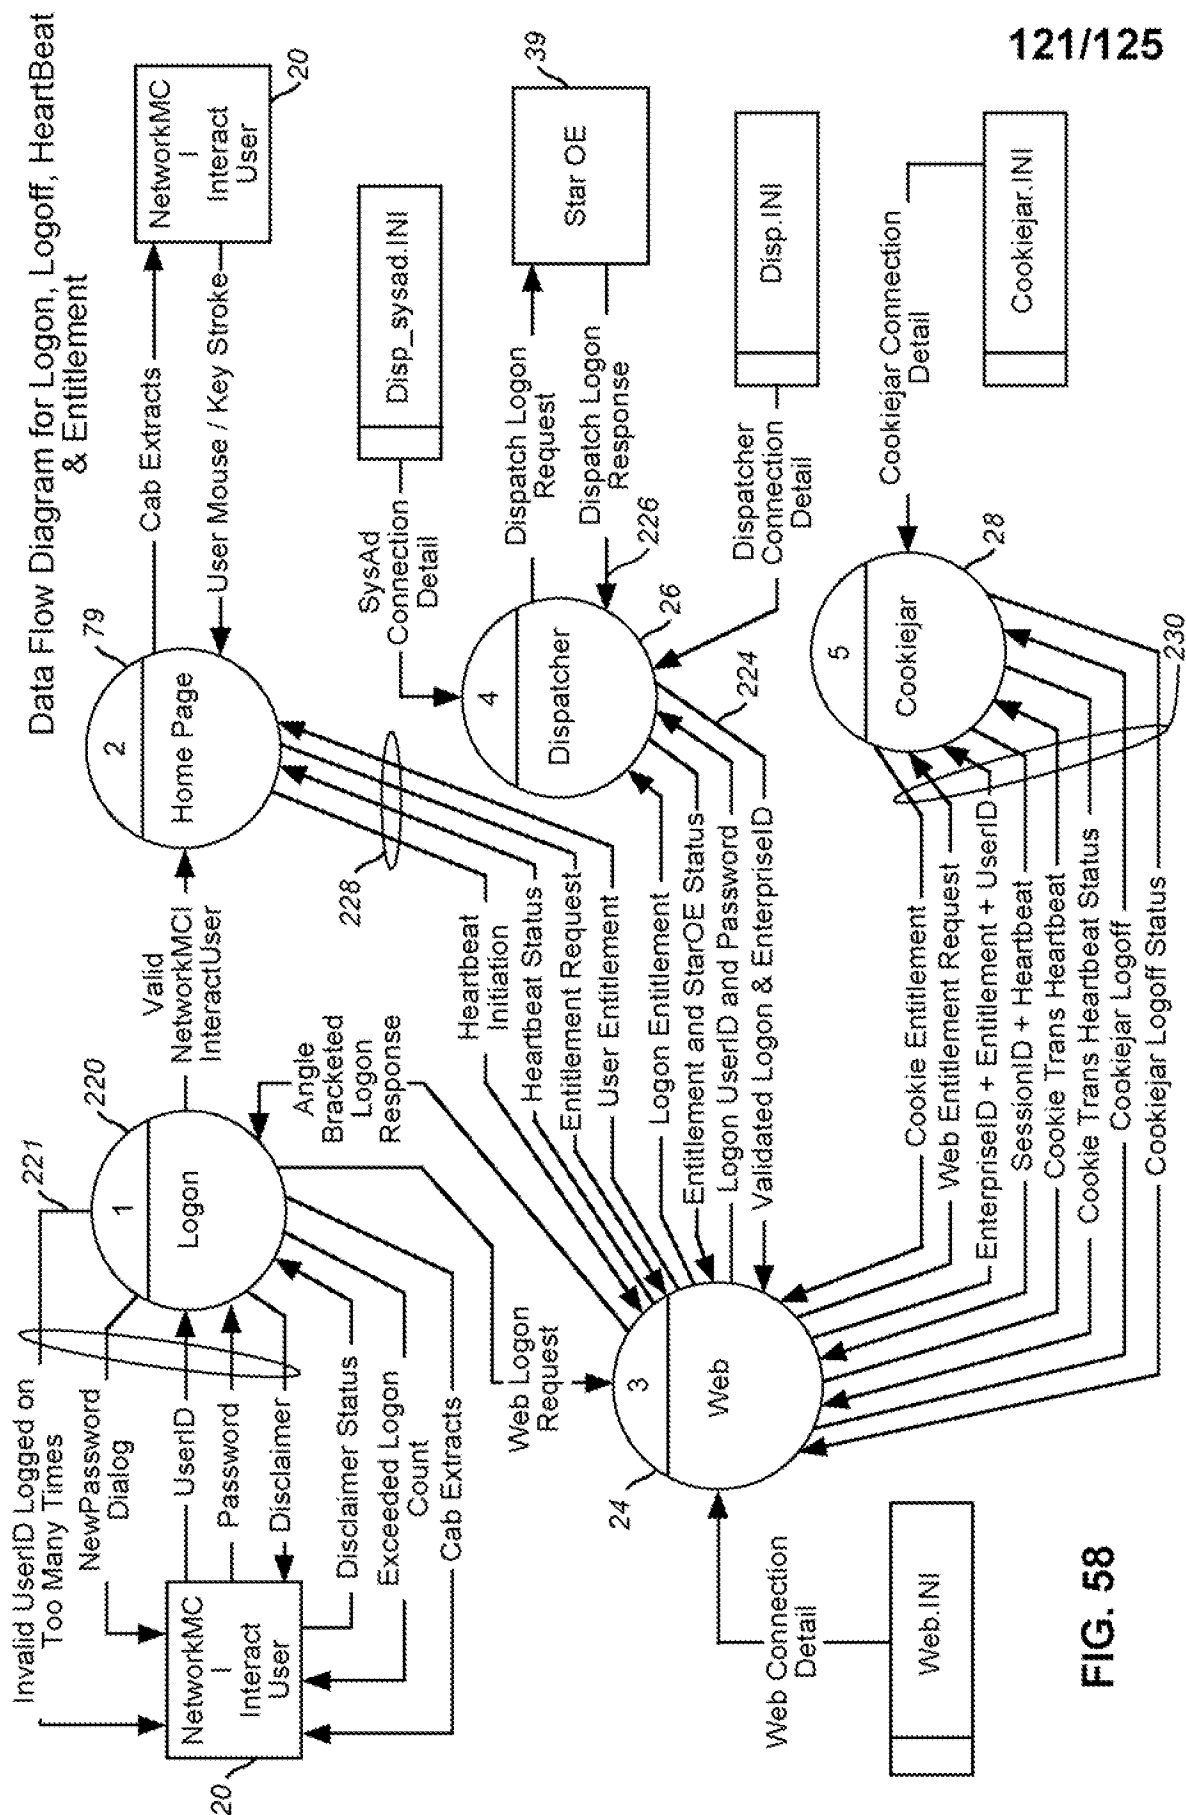 121/125
Data Flow Diagram for Logon, Logoff, HeartBeat
& Entitlement
Invalid UserID Logged on
Too Many Times
221
220
NewPassword
Dialog
UserID
Password
Disclaimer
Disclaimer Status
Exceeded Logon
Count
Cab Extracts
NetworkMC
I
Interact
User
20
1
Logon
Valid
NetworkMCI
InteractUser
79
2
Home Page
Cab Extracts
User Mouse / Key Stroke
NetworkMC
I
Interact
User
20
Angle
Bracketed
Logon
Response
Web Logon
Request
228
Heartbeat
Initiation
Heartbeat Status
Entitlement Request
User Entitlement
SysAd
Connection
Detail
Disp_sysad.INI
4
Dispatcher
26
Dispatch Logon
Request
Dispatch Logon
Response
226
Star OE
39
Dispatcher
Connection
Detail
Disp.INI
224
Logon Entitlement
Entitlement and StarOE Status
Logon UserID and Password
Validated Logon & EnterpriseID
24
3
Web
Web Connection
Detail
Web.INI
5
Cookiejar
28
Cookiejar Connection
Detail
Cookiejar.INI
230
Cookie Entitlement
Web Entitlement Request
EnterpriseID + Entitlement + UserID
SessionID + Heartbeat
Cookie Trans Heartbeat
Cookie Trans Heartbeat Status
Cookiejar Logoff
Cookiejar Logoff Status
FIG. 58